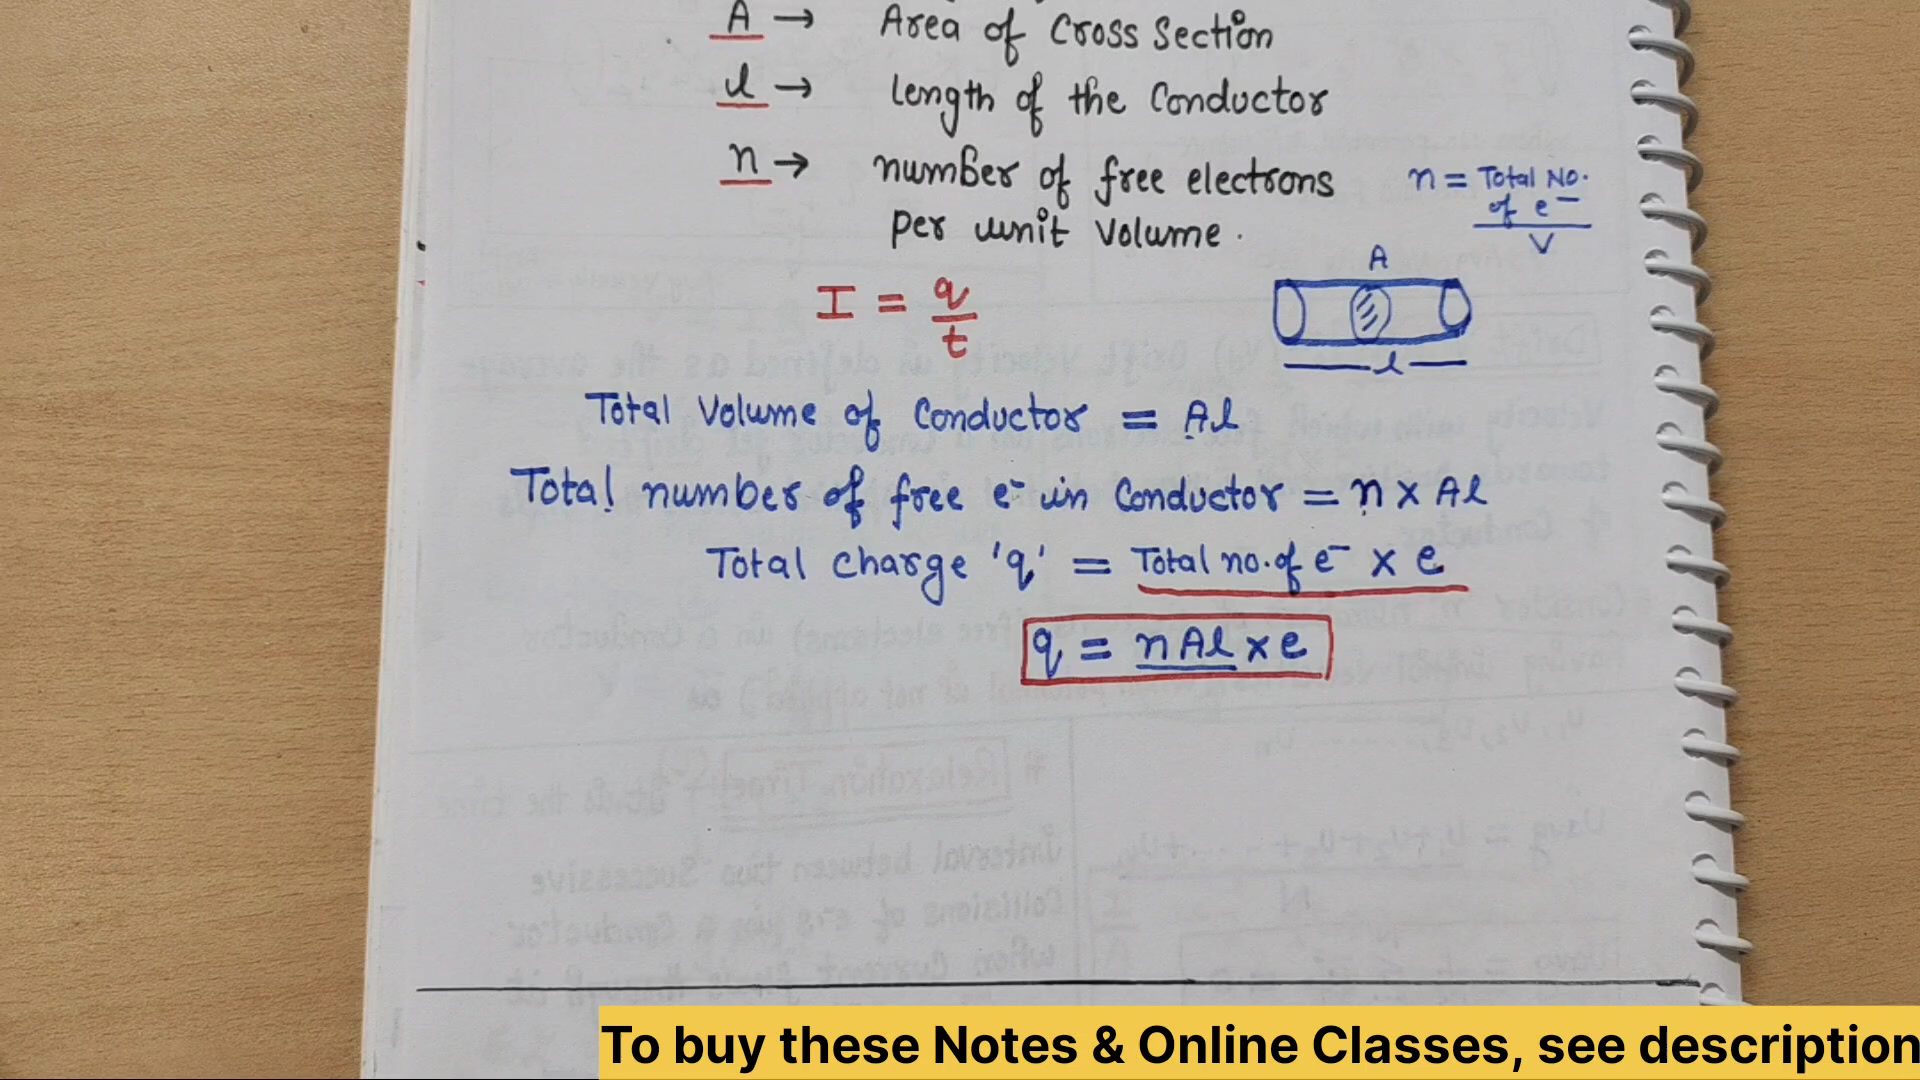 A → Area of Cross Section
l → length of the Conductor
n → number of free electrons
per unit volume.
n = Total No. of e⁻ / V
A
l
I = q/t
Total Volume of Conductor = Al
Total number of free e⁻ in Conductor = n × Al
Total charge 'q' = Total no. of e⁻ × e
q = nAl × e
To buy these Notes & Online Classes, see description